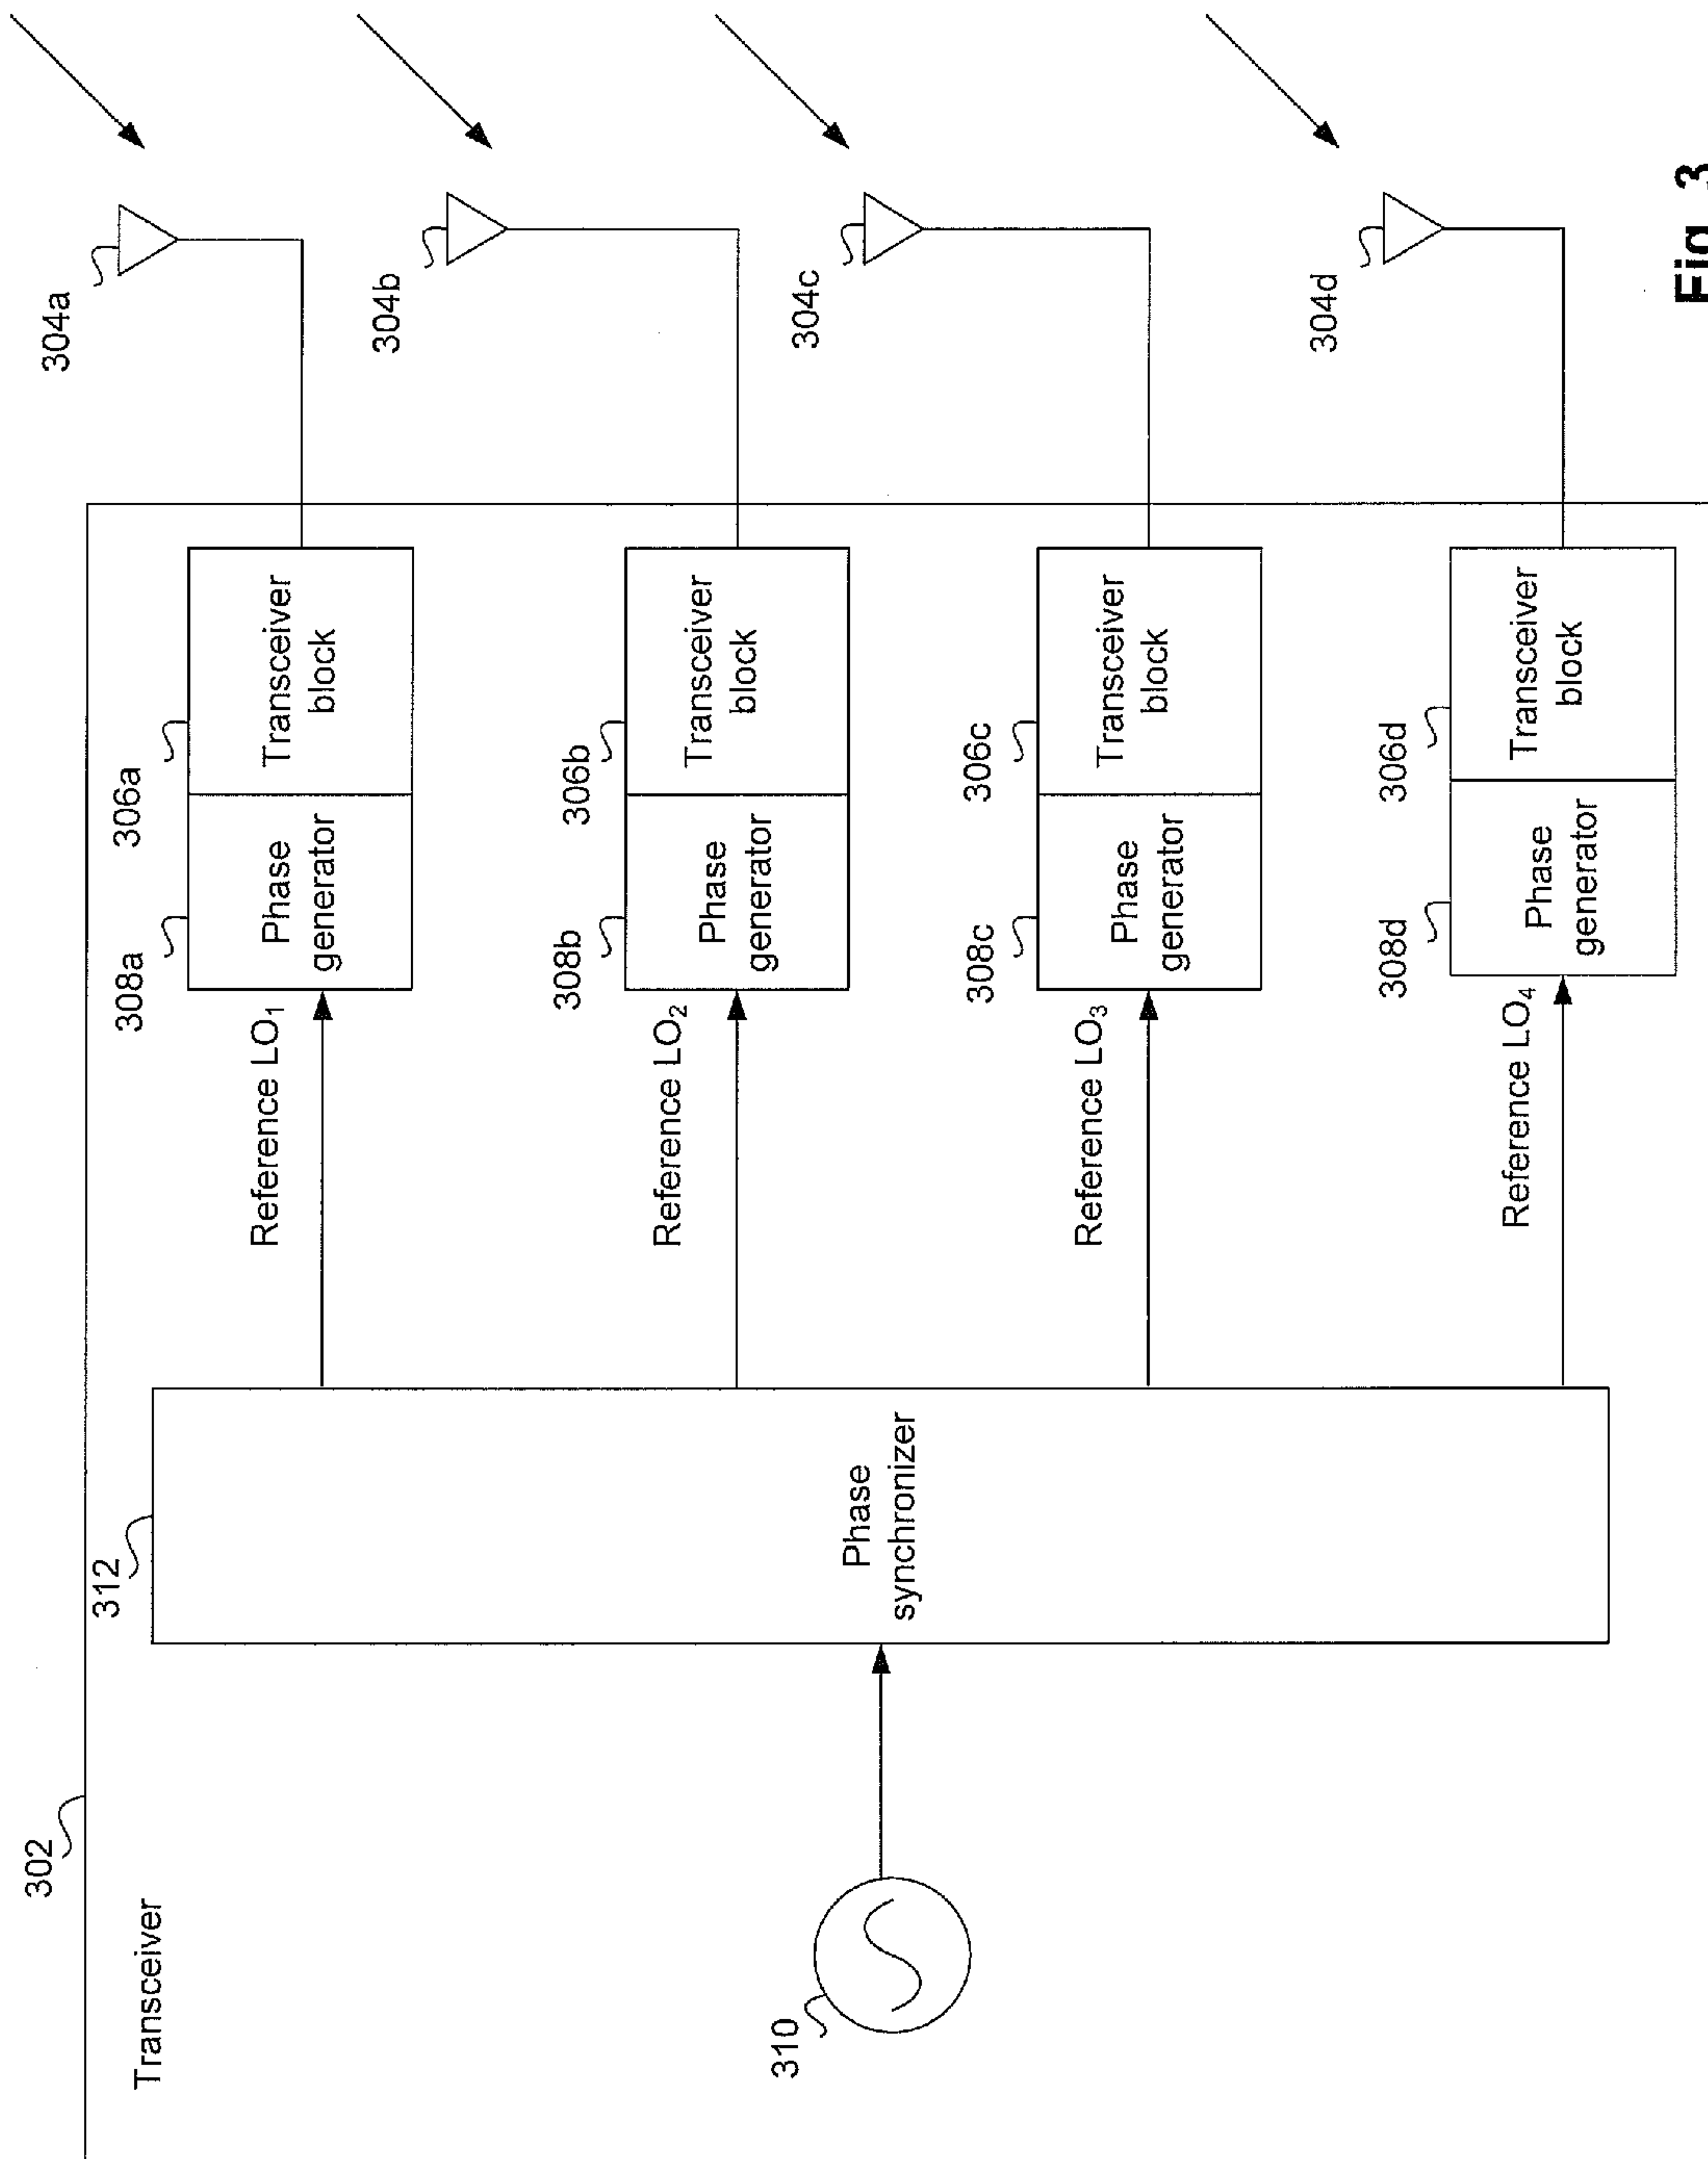 Transceiver
302
310
312
Phase
synchronizer
Reference LO₁
308a
Phase
generator
306a
Transceiver
block
304a
Reference LO₂
308b
Phase
generator
306b
Transceiver
block
304b
Reference LO₃
308c
Phase
generator
306c
Transceiver
block
304c
Reference LO₄
308d
Phase
generator
306d
Transceiver
block
304d
Fig. 3